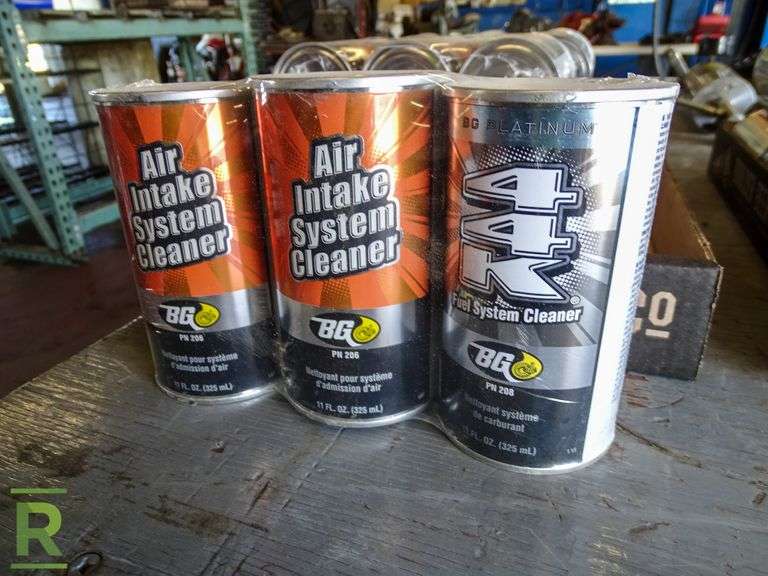 Air
Intake
System
Cleaner
BG
PN 206
Nettoyant pour système
d'admission d'air
11 FL. OZ. (325 mL)
Air
Intake
System
Cleaner
BG
PN 206
Nettoyant pour système
d'admission d'air
11 FL. OZ. (325 mL)
BG PLATINUM
44K®
Fuel System Cleaner
BG
PN 208
Nettoyant système
de carburant
11 FL. OZ. (325 mL)
CO
R